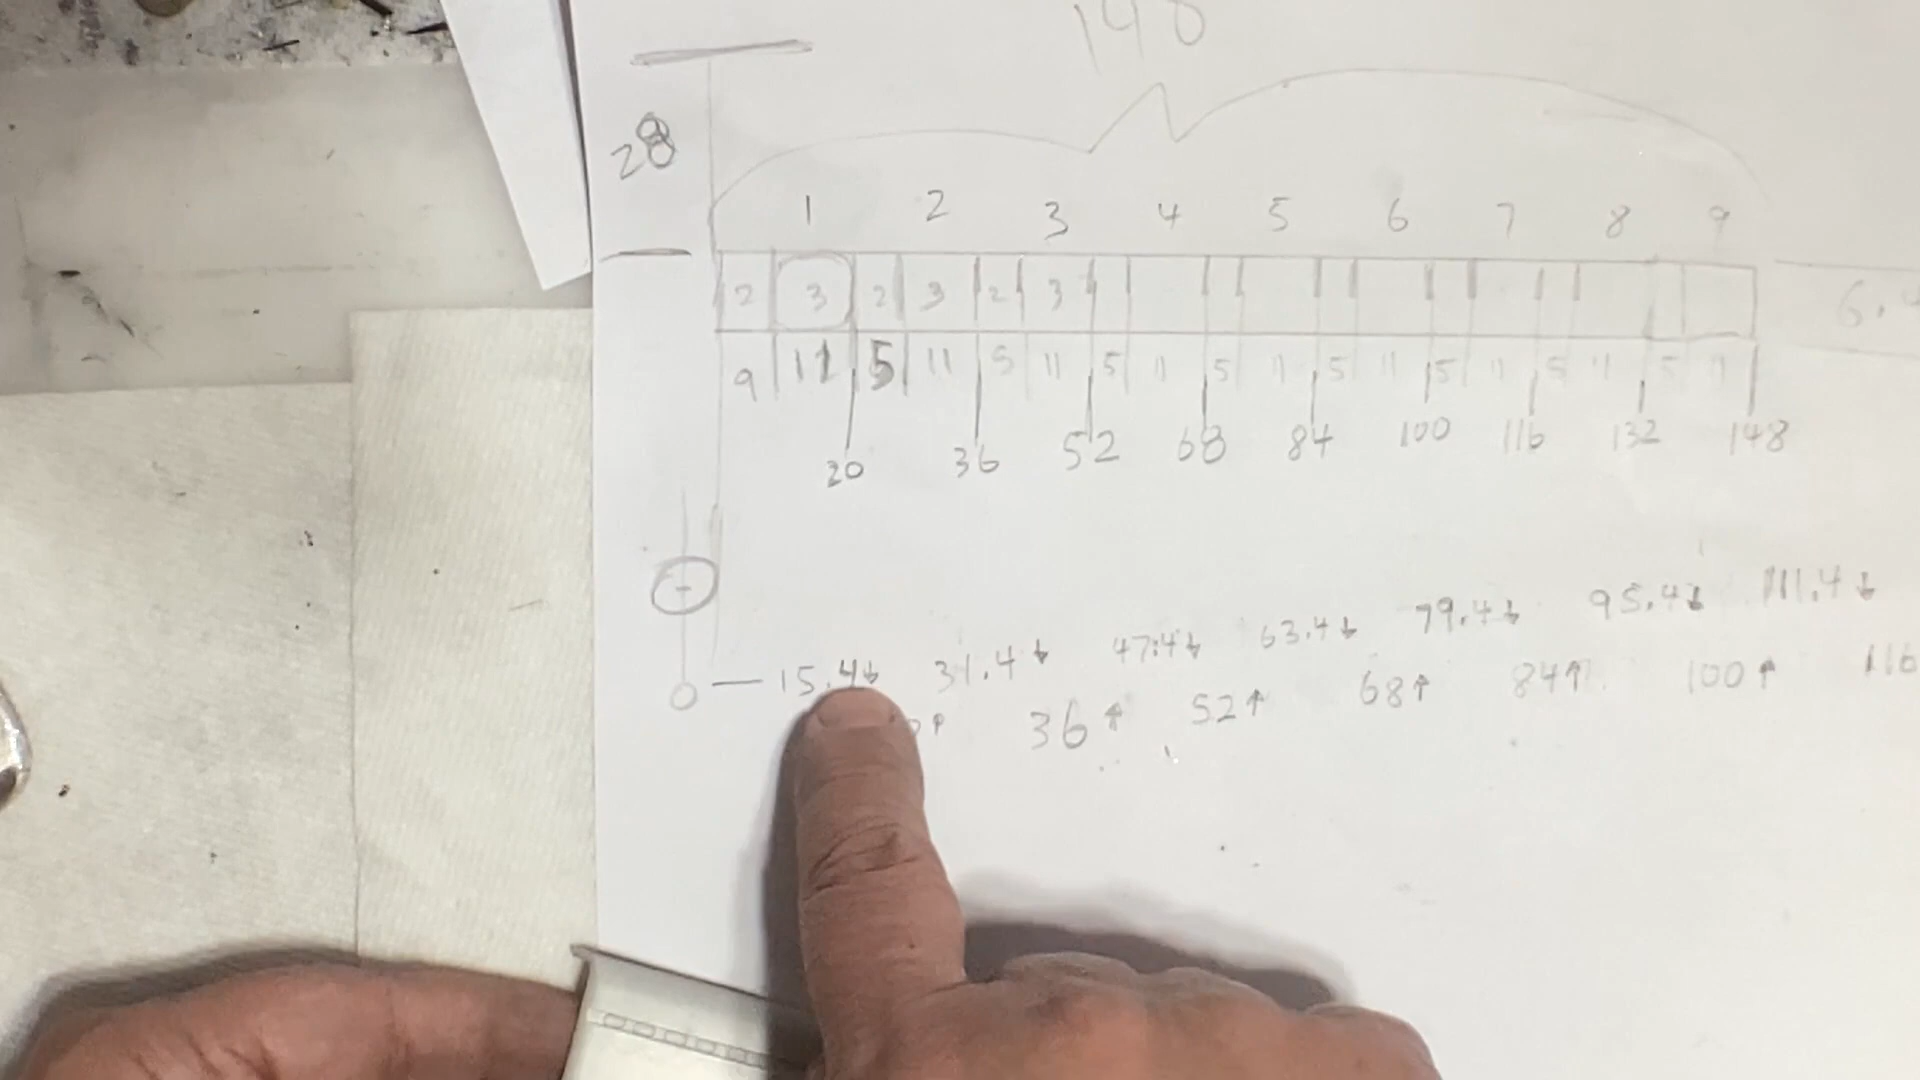 148
28
1 2 3 4 5 6 7 8 9
2 3 2 3 2 3
6.4
9 11 5 11 5 11 5 11 5 11 5 11 5 11 5 11 5 11
20 36 52 68 84 100 116 132 148
15.4↓ 31.4↓ 47.4↓ 63.4↓ 79.4↓ 95.4↓ 111.4↓
↑ 36↑ 52↑ 68↑ 84↑ 100↑ 116